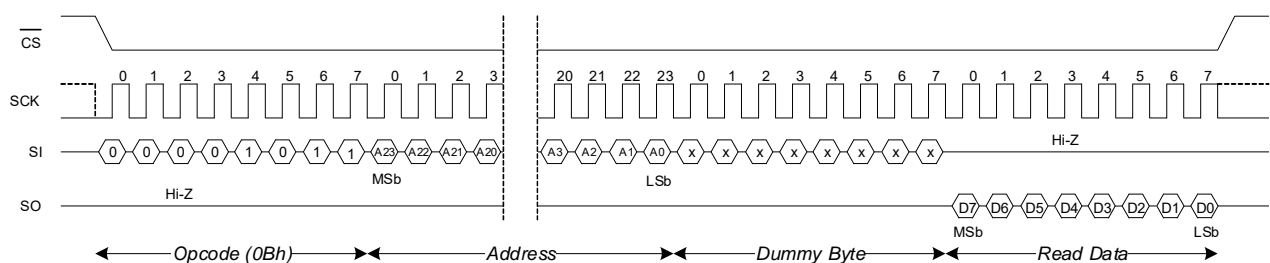 CS
0 1 2 3 4 5 6 7 0 1 2 3 20 21 22 23 0 1 2 3 4 5 6 7 0 1 2 3 4 5 6 7
SCK
Hi-Z
SI 0 0 0 0 1 0 1 1 A23 A22 A21 A20 A3 A2 A1 A0 x x x x x x x x
MSb LSb
Hi-Z
SO D7 D6 D5 D4 D3 D2 D1 D0
MSb LSb
Opcode (0Bh) Address Dummy Byte Read Data